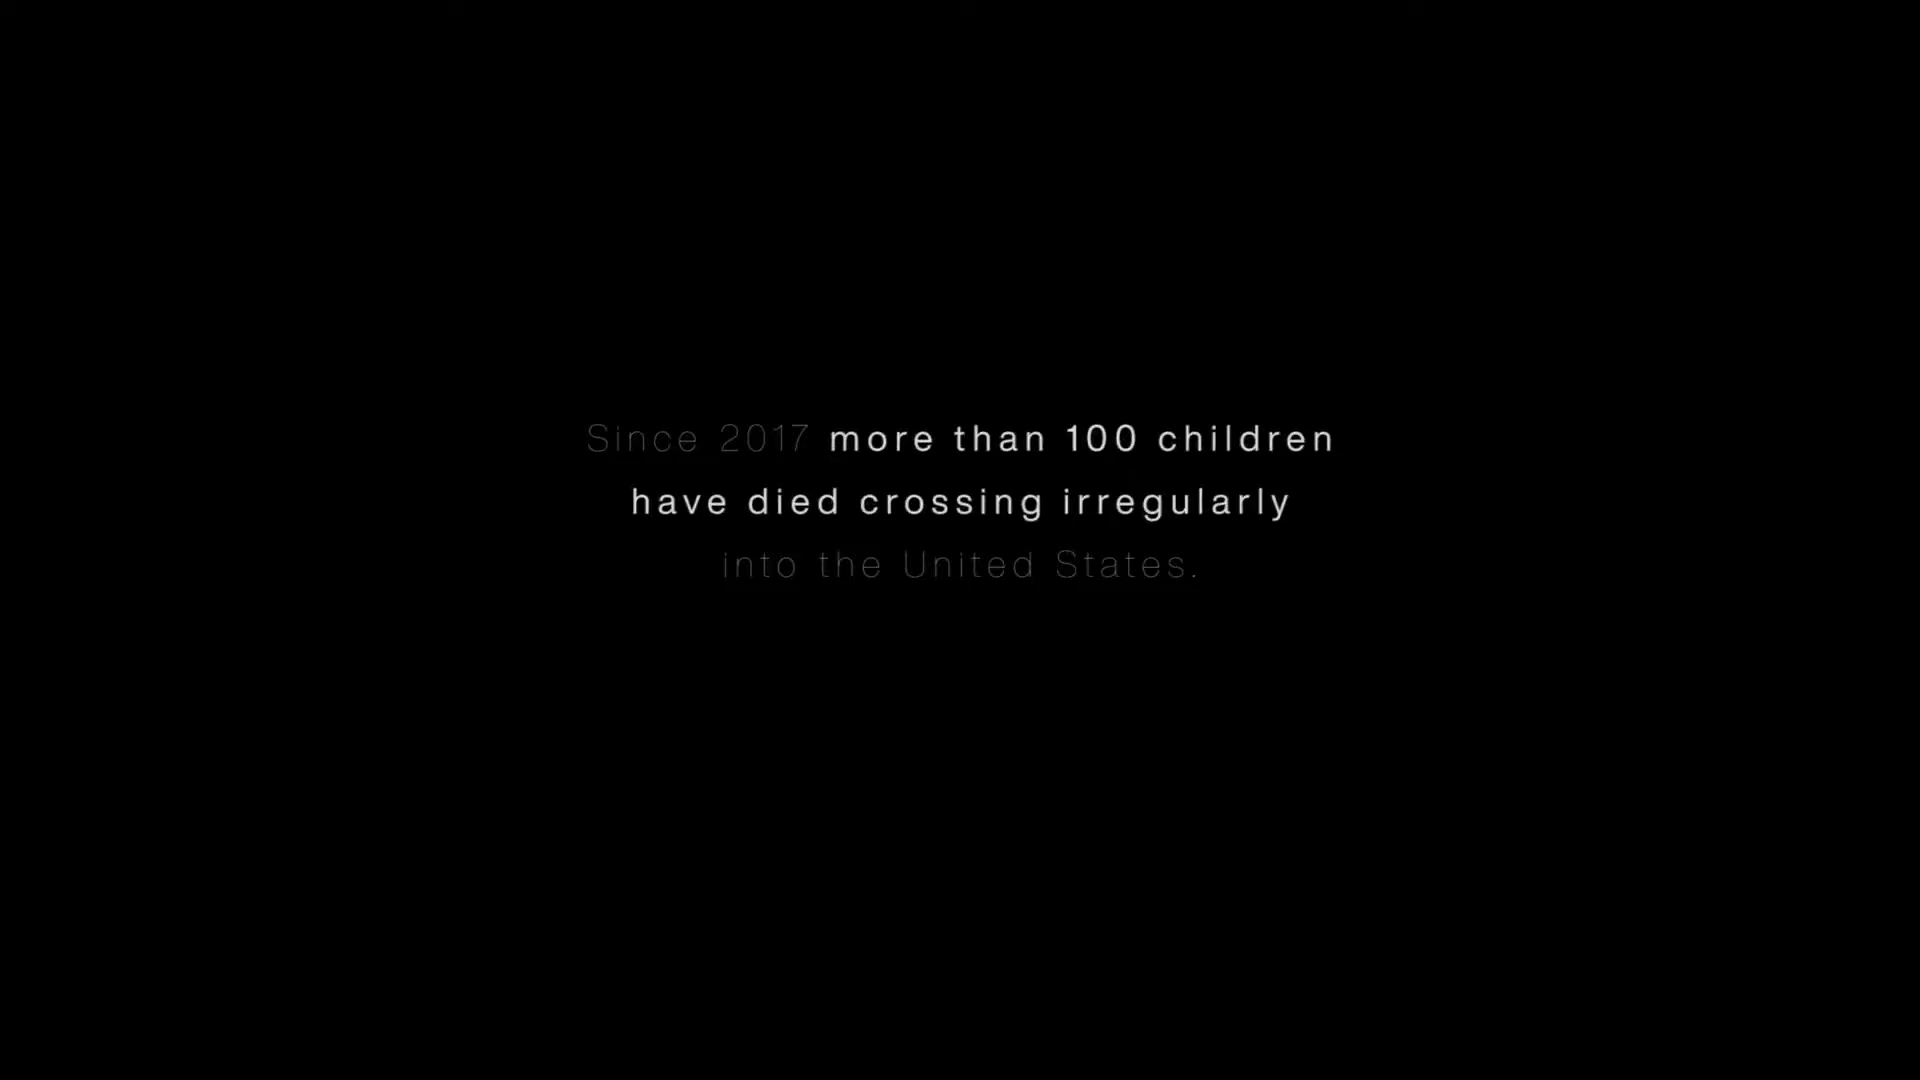 Since 2017 more than 100 children
have died crossing irregularly
into the United States.